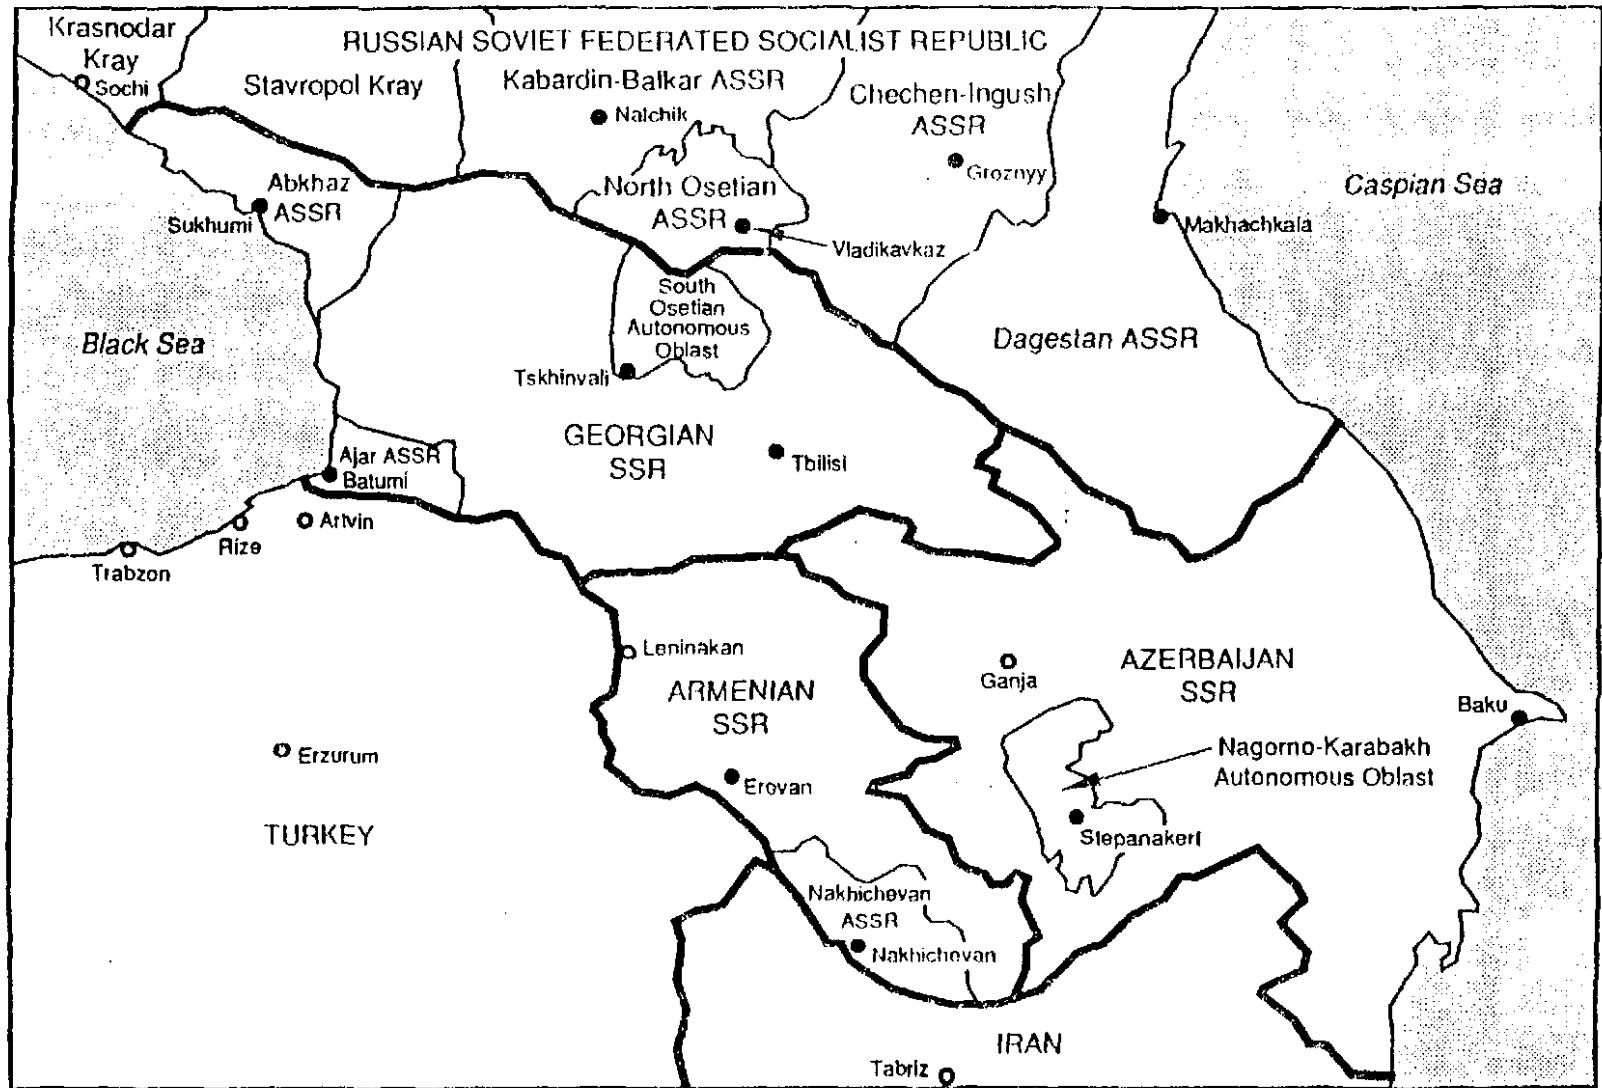 Krasnodar
Kray
Sochi
RUSSIAN SOVIET FEDERATED SOCIALIST REPUBLIC
Stavropol Kray
Kabardin-Balkar ASSR
Nalchik
Chechen-Ingush
ASSR
Groznyy
Caspian Sea
Abkhaz
ASSR
Sukhumi
North Osetian
ASSR
Vladikavkaz
Makhachkala
South
Osetian
Autonomous
Oblast
Tskhinvali
Black Sea
Dagestan ASSR
GEORGIAN
SSR
Tbilisi
Ajar ASSR
Batumi
Artvin
Rize
Trabzon
Leninakan
ARMENIAN
SSR
Erevan
Ganja
AZERBAIJAN
SSR
Baku
Nagorno-Karabakh
Autonomous Oblast
Stepanakert
Erzurum
TURKEY
Nakhichevan
ASSR
Nakhichevan
IRAN
Tabriz